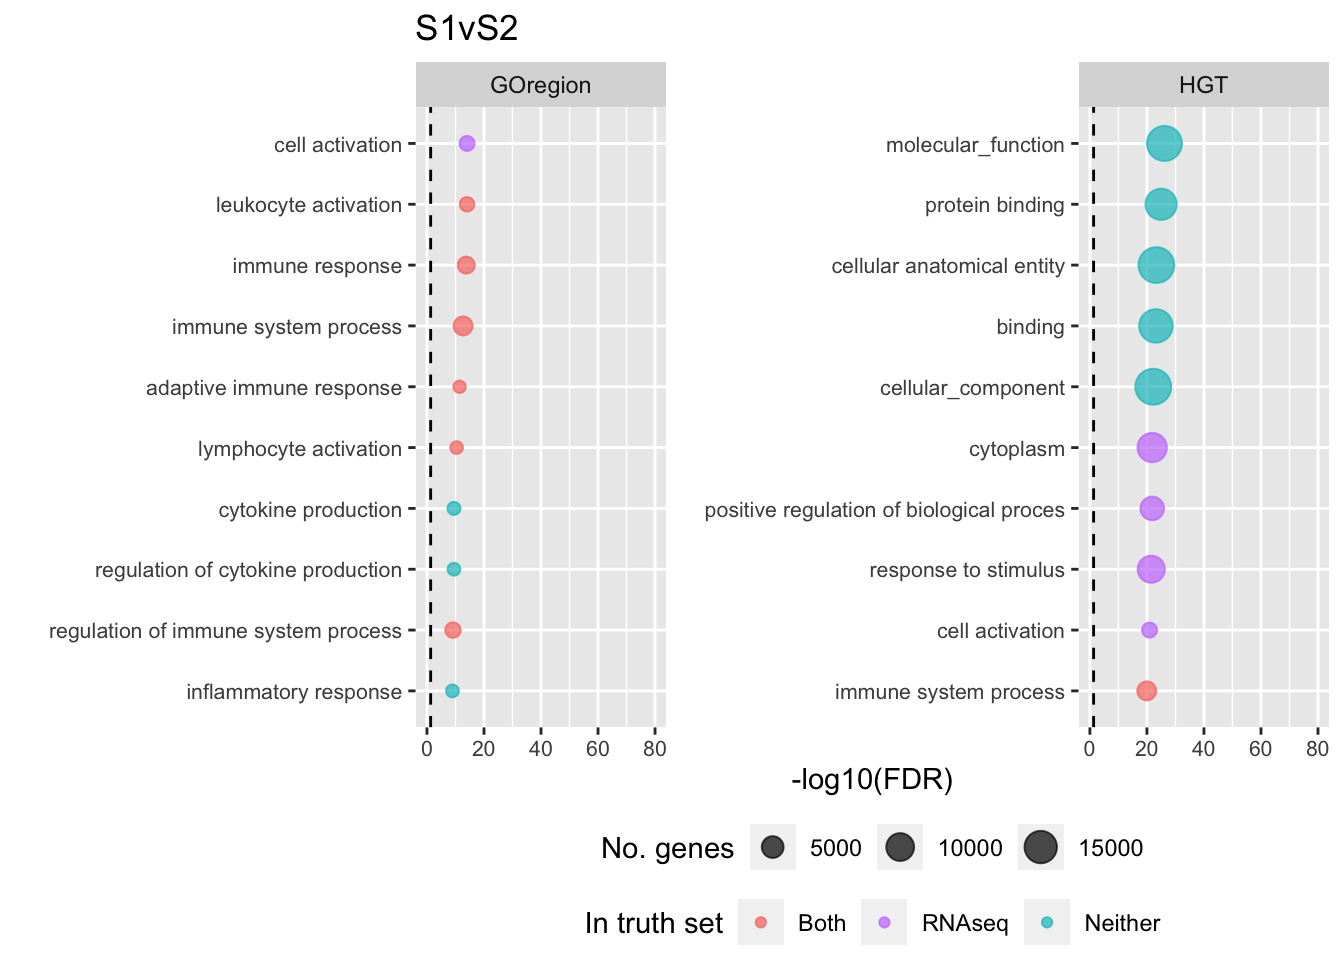 S1vS2
GOregion
cell activation
leukocyte activation
immune response
immune system process
adaptive immune response
lymphocyte activation
cytokine production
regulation of cytokine production
regulation of immune system process
inflammatory response
0 20 40 60 80
HGT
molecular_function
protein binding
cellular anatomical entity
binding
cellular_component
cytoplasm
positive regulation of biological proces
response to stimulus
cell activation
immune system process
0 20 40 60 80
-log10(FDR)
No. genes 5000 10000 15000
In truth set Both RNAseq Neither